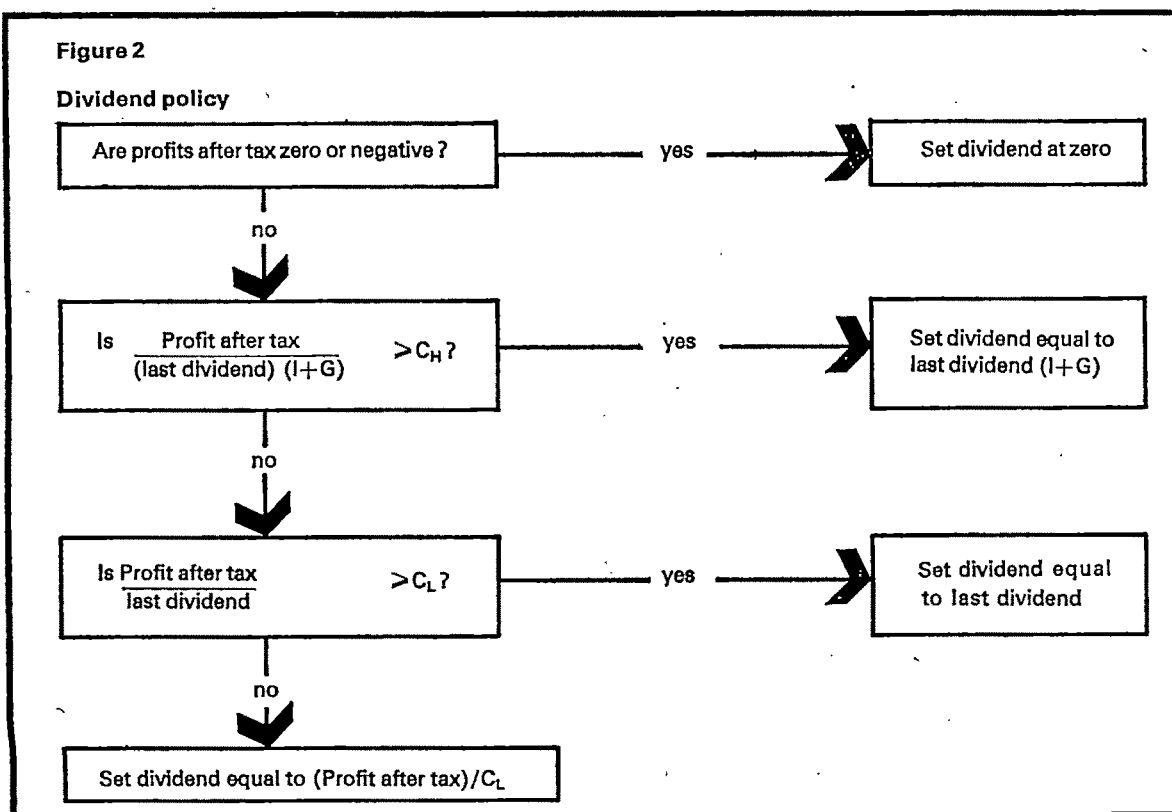 Figure 2
Dividend policy
Are profits after tax zero or negative ?
yes
Set dividend at zero
no
Is Profit after tax
(last dividend) (I+G)
>C_H?
yes
Set dividend equal to
last dividend (I+G)
no
Is Profit after tax
last dividend
>C_L?
yes
Set dividend equal
to last dividend
no
Set dividend equal to (Profit after tax)/C_L